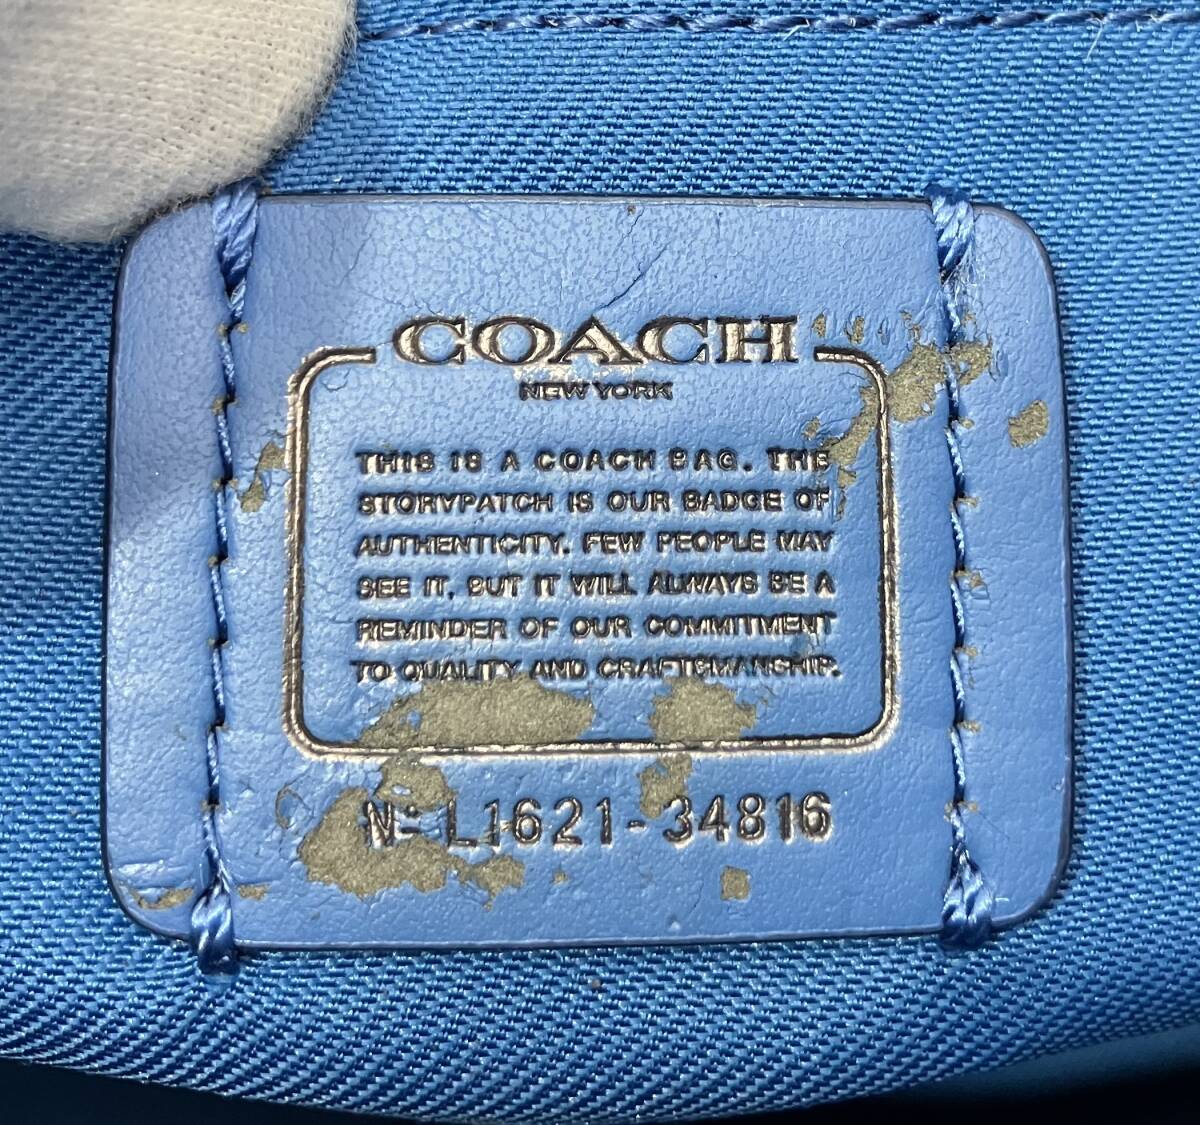 COACH
NEW YORK
THIS IS A COACH BAG. THE
STORYPATCH IS OUR BADGE OF
AUTHENTICITY. FEW PEOPLE MAY
SEE IT, BUT IT WILL ALWAYS BE A
REMINDER OF OUR COMMITMENT
TO QUALITY AND CRAFTSMANSHIP.
Nº L1621-34816